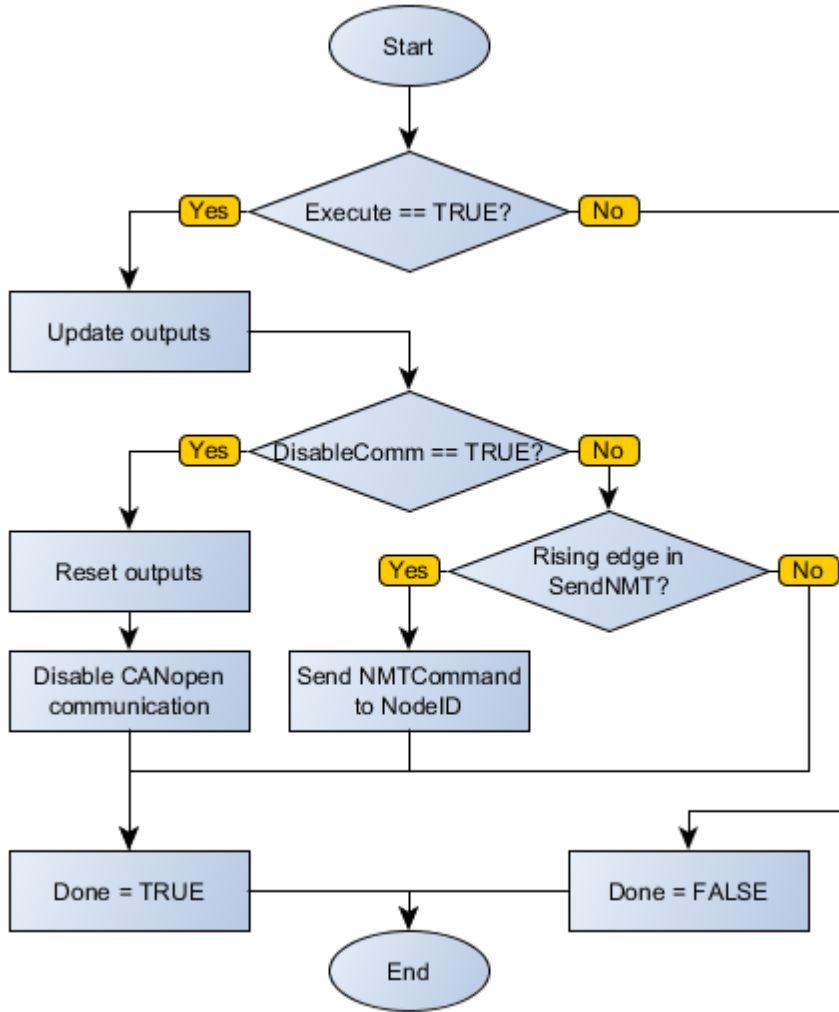 Start
Yes
Execute == TRUE?
No
Update outputs
Yes
DisableComm == TRUE?
No
Reset outputs
Yes
Rising edge in
SendNMT?
No
Disable CANopen
communication
Send NMTCommand
to NodeID
Done = TRUE
Done = FALSE
End